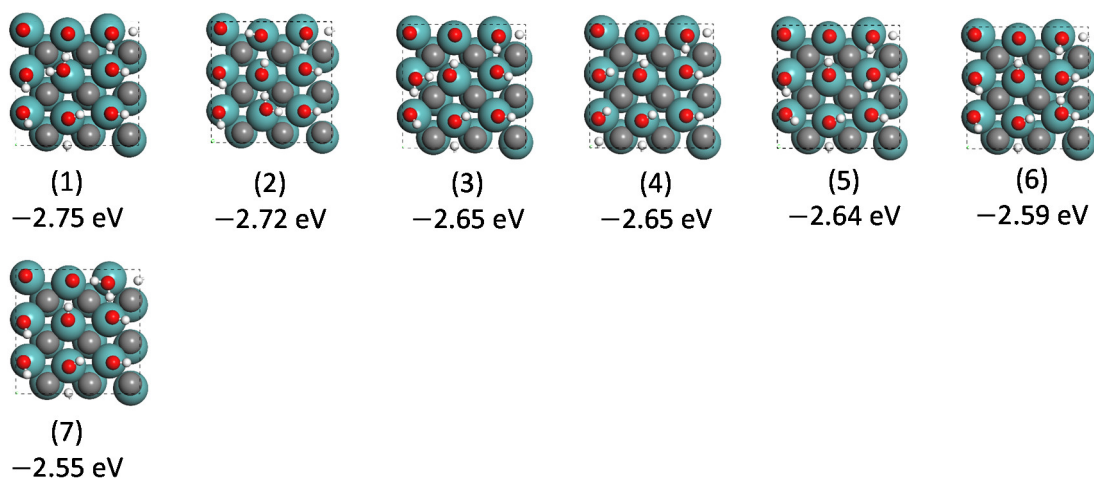 (1) (2) (3) (4) (5) (6)
−2.75 eV −2.72 eV −2.65 eV −2.65 eV −2.64 eV −2.59 eV
(7)
−2.55 eV